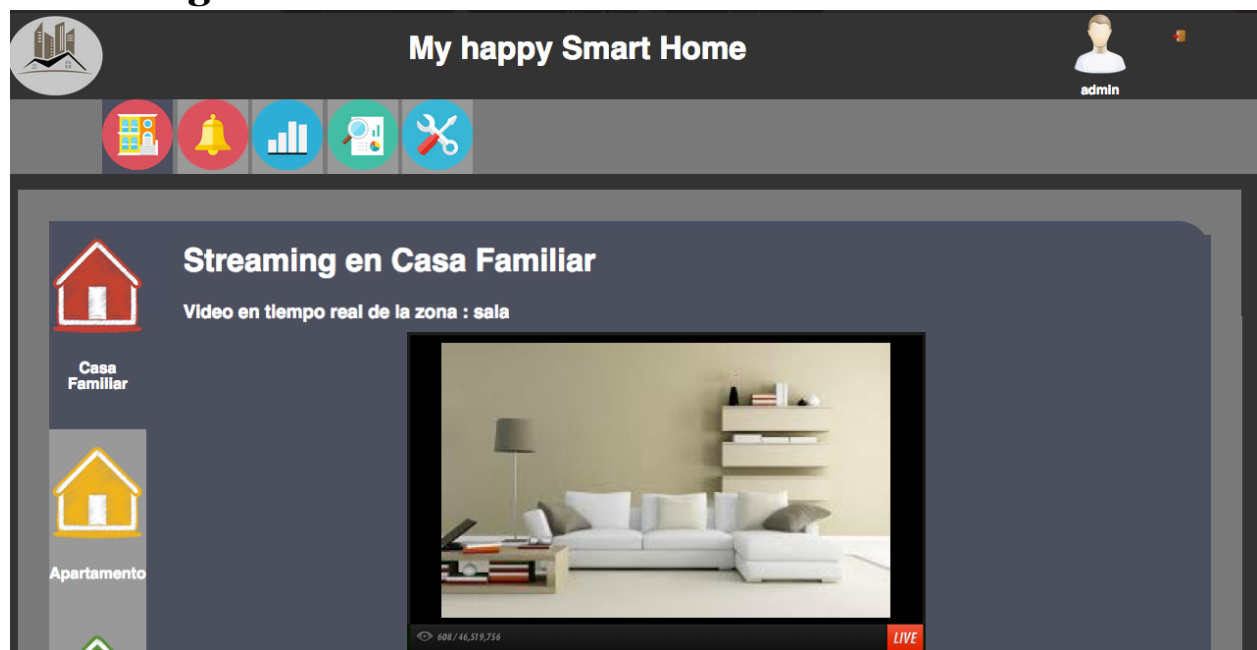 My happy Smart Home
admin
Streaming en Casa Familiar
Video en tiempo real de la zona : sala
Casa
Familiar
Apartamento
608/46,519,756
LIVE